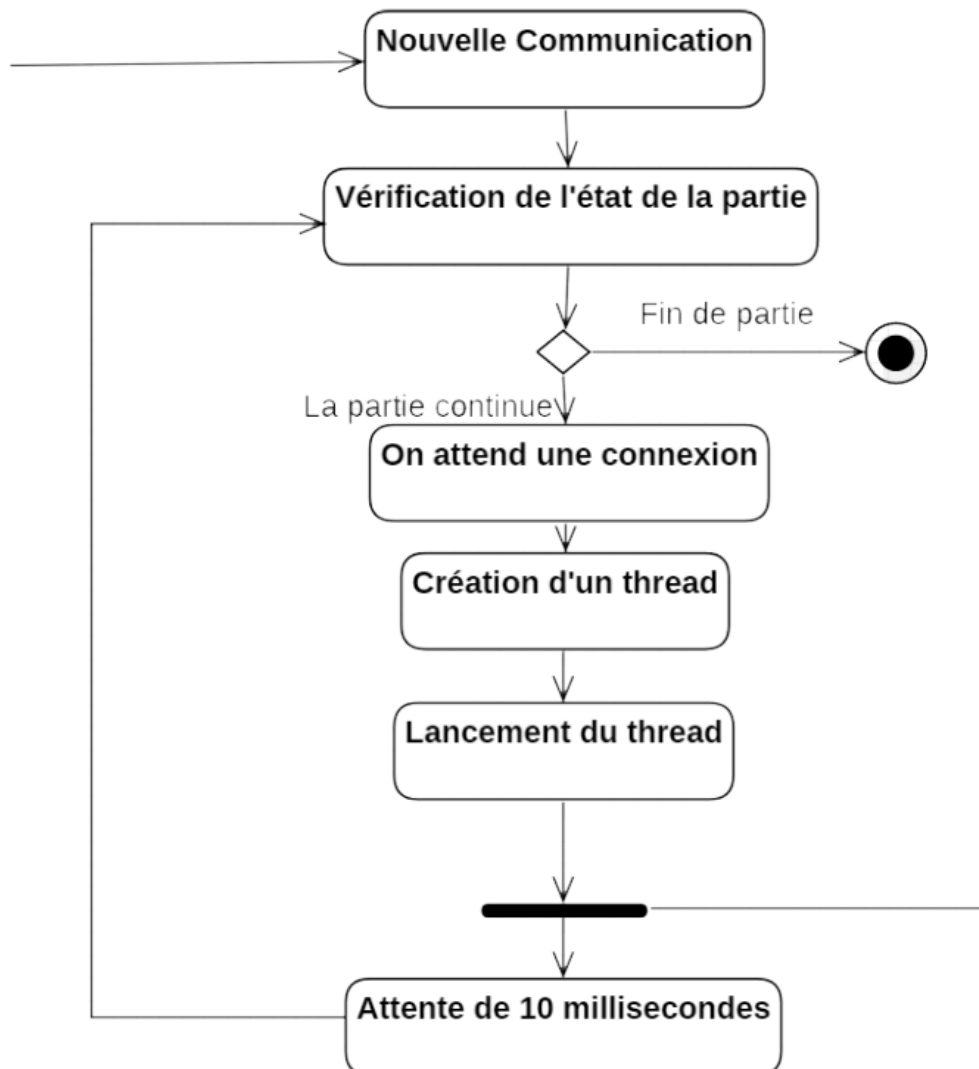 Nouvelle Communication
Vérification de l'état de la partie
Fin de partie
La partie continue
On attend une connexion
Création d'un thread
Lancement du thread
Attente de 10 millisecondes